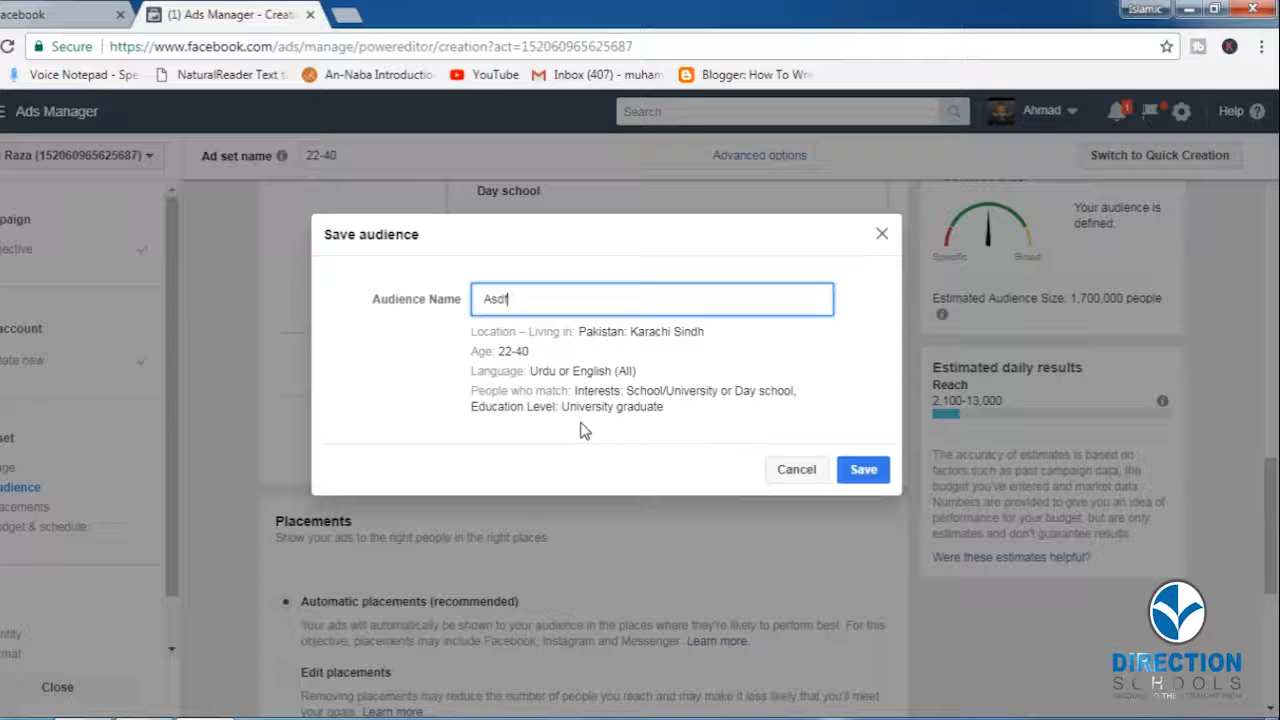 acebook
(1) Ads Manager - Creati
Islamic
Secure
https://www.facebook.com/ads/manage/powereditor/creation?act=152060965625687
Voice Notepad - Spe
NaturalReader Text t
An-Naba Introductio
YouTube
Inbox (407) - muham
Blogger: How To Wr
Ads Manager
Search
Ahmad
1
Help
Raza (152060965625687)
Ad set name
22-40
Advanced options
Switch to Quick Creation
Day school
paign
jective
account
eate new
set
age
udience
acements
udget & schedule
entity
rmat
Close
Save audience
Audience Name
Asdf
Location – Living in: Pakistan: Karachi Sindh
Age: 22-40
Language: Urdu or English (All)
People who match: Interests: School/University or Day school,
Education Level: University graduate
Cancel
Save
Placements
Show your ads to the right people in the right places
Automatic placements (recommended)
Your ads will automatically be shown to your audience in the places where they're likely to perform best. For this
objective, placements may include Facebook, Instagram and Messenger. Learn more.
Edit placements
Removing placements may reduce the number of people you reach and may make it less likely that you'll meet
your goals. Learn more.
Your audience is
defined.
Specific
Broad
Estimated Audience Size: 1,700,000 people
Estimated daily results
Reach
2,100-13,000
The accuracy of estimates is based on
factors such as past campaign data, the
budget you've entered and market data.
Numbers are provided to give you an idea of
performance for your budget, but are only
estimates and don't guarantee results.
Were these estimates helpful?
DIRECTION
SCHOOLS
GUIDING TO THE STRAIGHT PATH